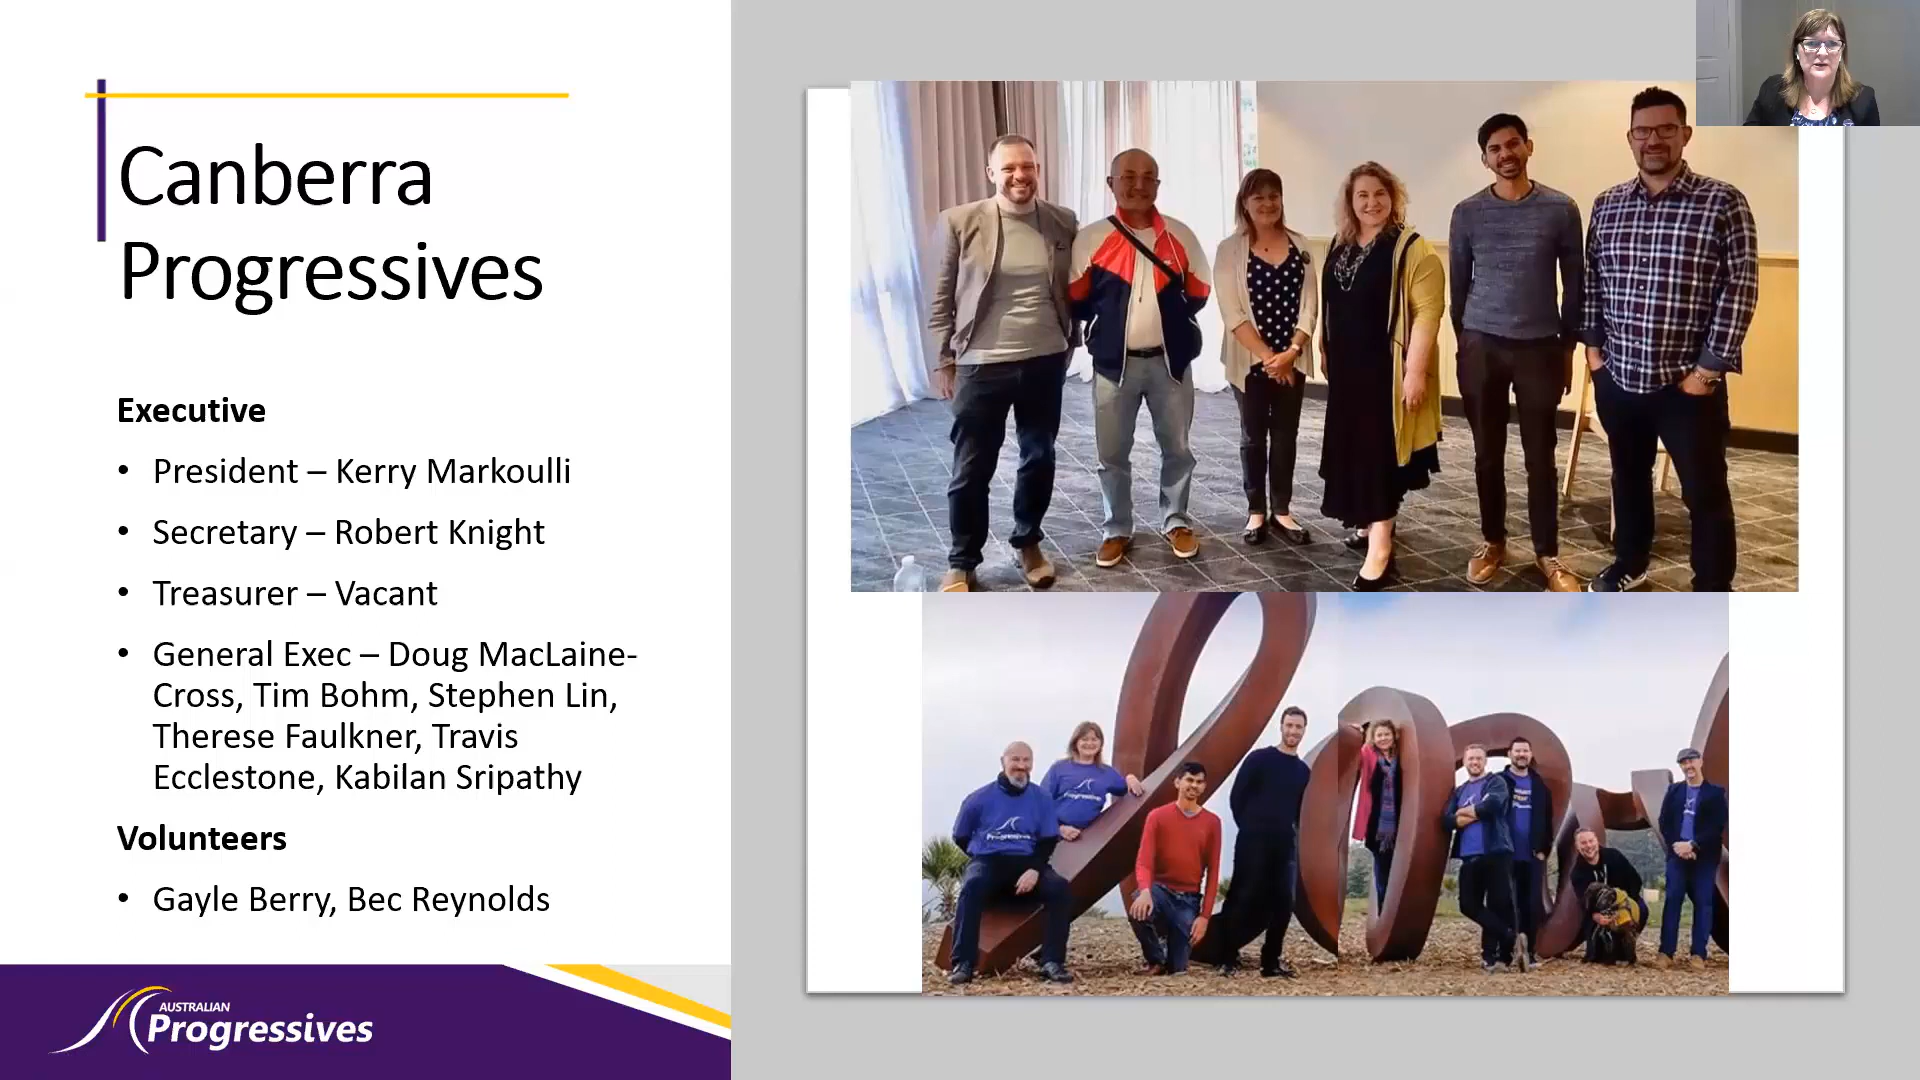 Canberra
Progressives
Executive
• President – Kerry Markoulli
• Secretary – Robert Knight
• Treasurer – Vacant
• General Exec – Doug MacLaine-
Cross, Tim Bohm, Stephen Lin,
Therese Faulkner, Travis
Ecclestone, Kabilan Sripathy
Volunteers
• Gayle Berry, Bec Reynolds
AUSTRALIAN
Progressives
Progressives